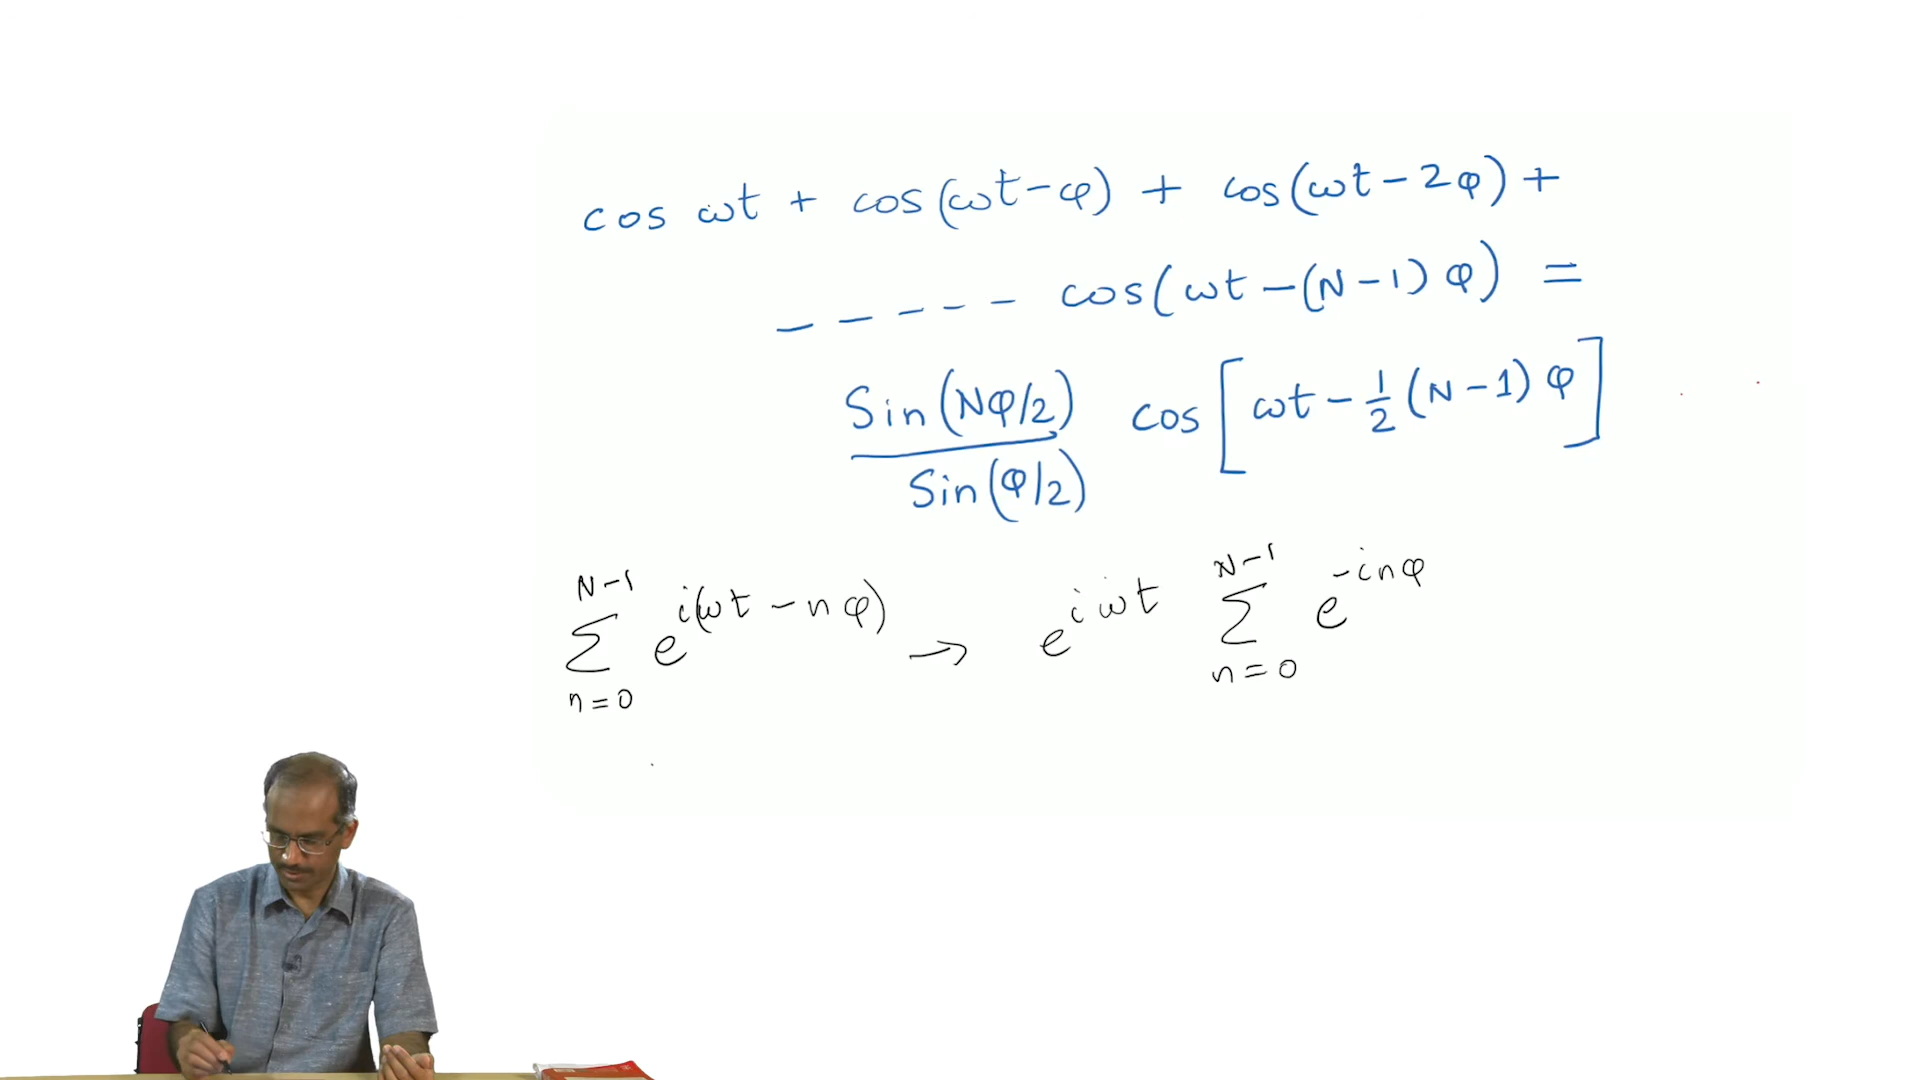 cos ωt + cos(ωt-φ) + cos(ωt-2φ) +
----- cos(ωt-(N-1)φ) =
Sin(Nφ/2)/Sin(φ/2) cos[ωt-1/2(N-1)φ]
∑_{n=0}^{N-1} e^{i(ωt-nφ)} → e^{iωt} ∑_{n=0}^{N-1} e^{-inφ}